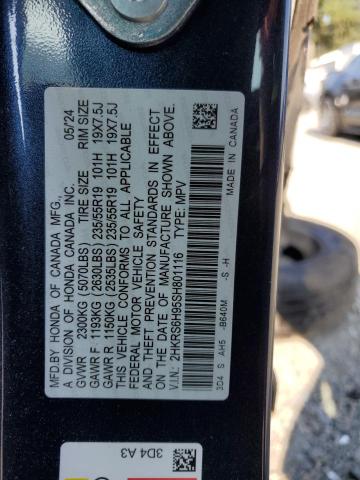 MFD.BY HONDA OF CANADA MFG., 05/24
A DIVISION OF HONDA CANADA INC.
TIRE SIZE RIM SIZE
GVWR 2300KG (5070LBS)
GAWR F 1193KG (2630LBS) 235/55R19 101H 19X7.5J
GAWR R 1150KG (2535LBS) 235/55R19 101H 19X7.5J
THIS VEHICLE CONFORMS TO ALL APPLICABLE
FEDERAL MOTOR VEHICLE SAFETY
AND THEFT PREVENTION STANDARDS IN EFFECT
ON THE DATE OF MANUFACTURE SHOWN ABOVE.
V.I.N.: 2HKRS6H95SH801116 TYPE: MPV
MADE IN CANADA
3D4 S AH5 -B640M -S -H
3D4 A3